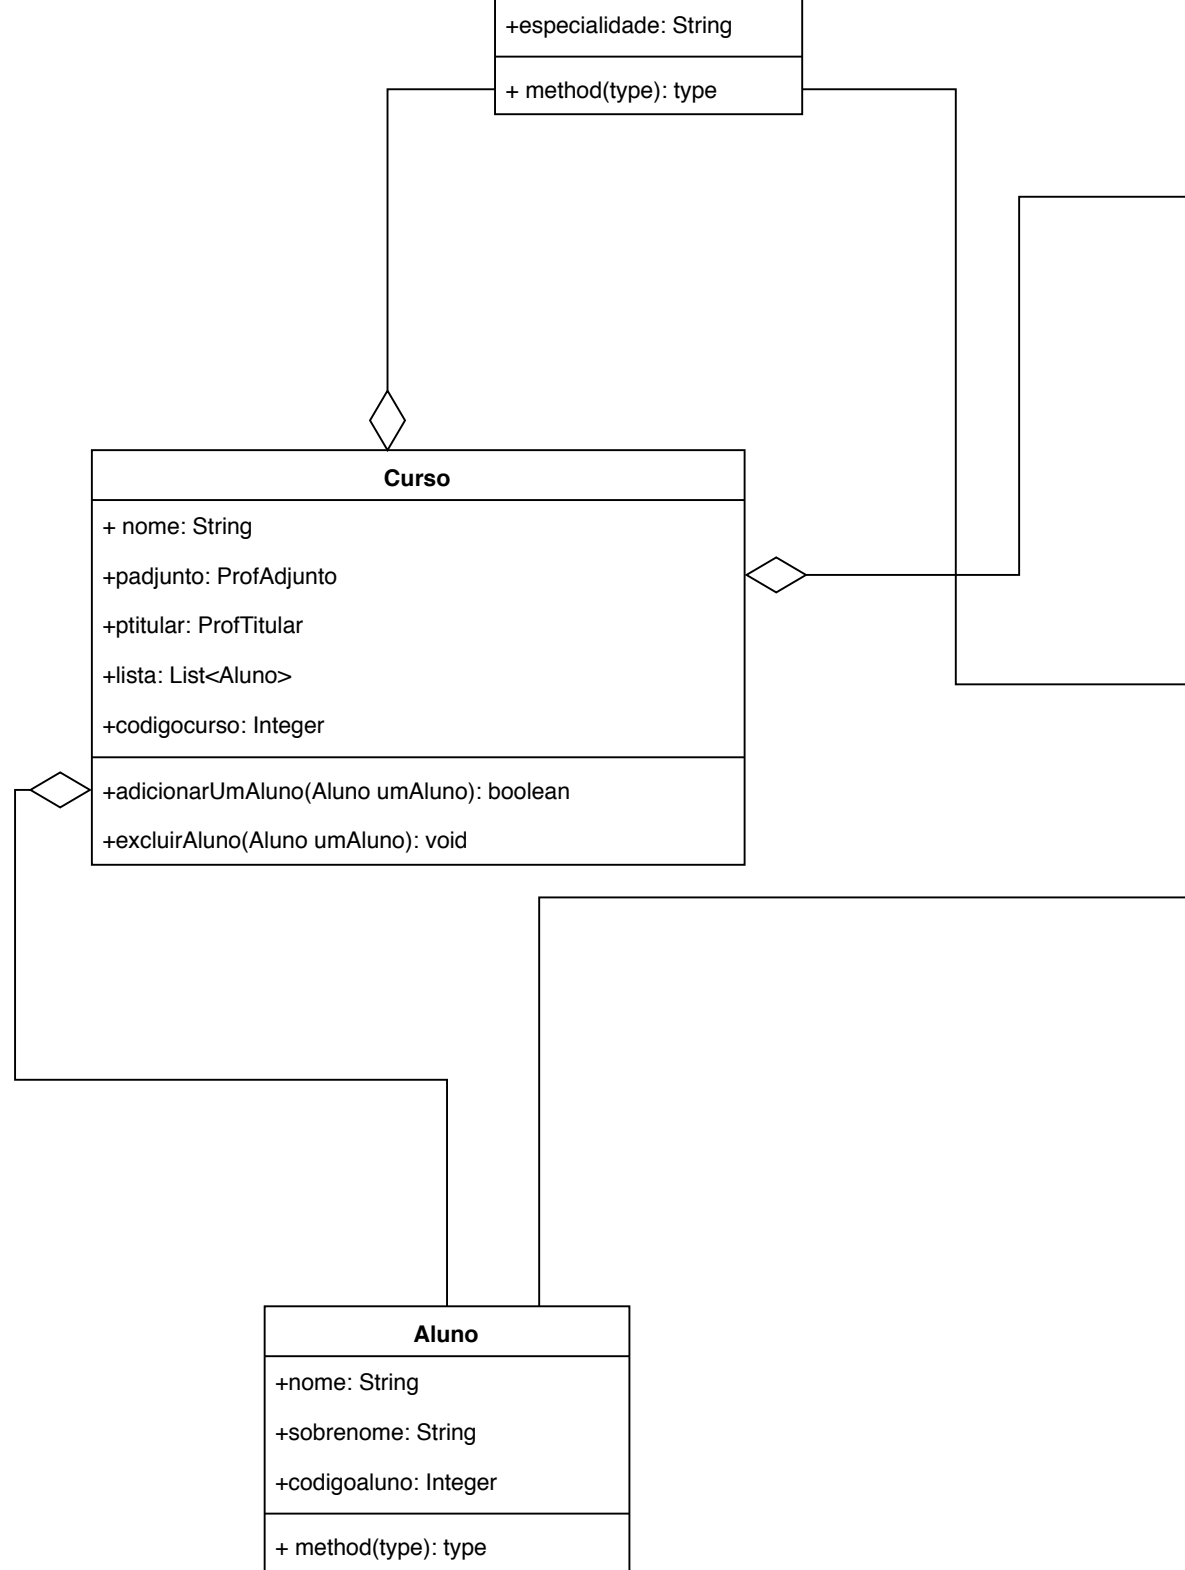 +especialidade: String
+ method(type): type
Curso
+ nome: String
+padjunto: ProfAdjunto
+ptitular: ProfTitular
+lista: List<Aluno>
+codigocurso: Integer
+adicionarUmAluno(Aluno umAluno): boolean
+excluirAluno(Aluno umAluno): void
Aluno
+nome: String
+sobrenome: String
+codigoaluno: Integer
+ method(type): type